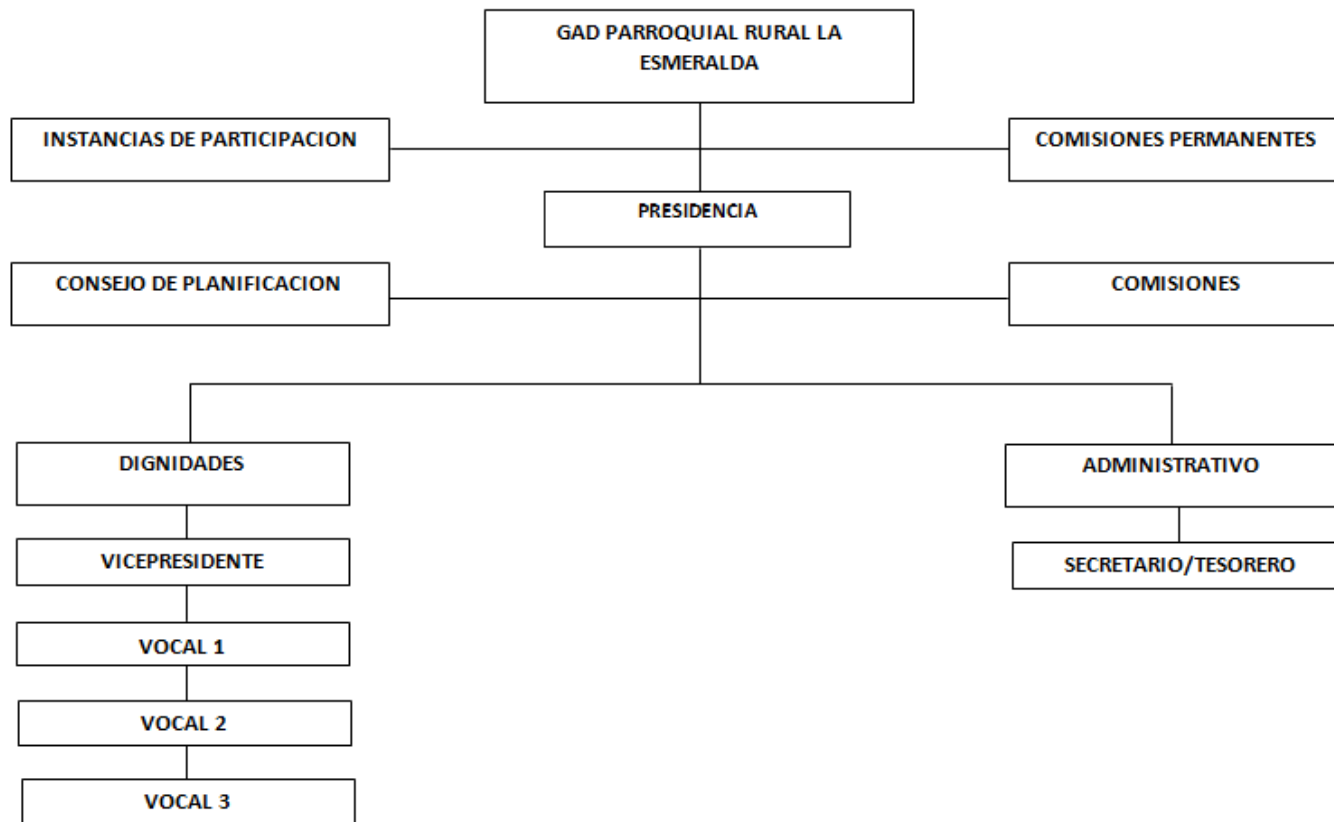 GAD PARROQUIAL RURAL LA
ESMERALDA
INSTANCIAS DE PARTICIPACION
COMISIONES PERMANENTES
PRESIDENCIA
CONSEJO DE PLANIFICACION
COMISIONES
DIGNIDADES
ADMINISTRATIVO
VICEPRESIDENTE
SECRETARIO/TESORERO
VOCAL 1
VOCAL 2
VOCAL 3